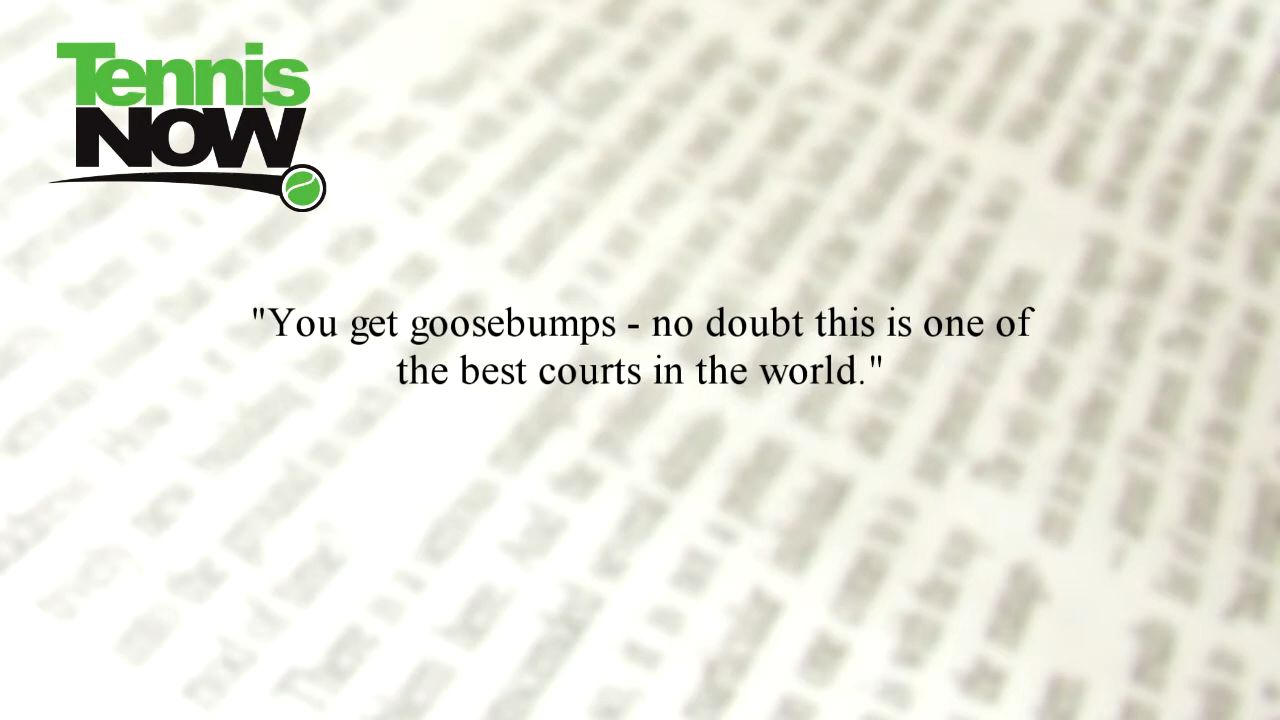 Tennis
NOW
"You get goosebumps - no doubt this is one of
the best courts in the world."